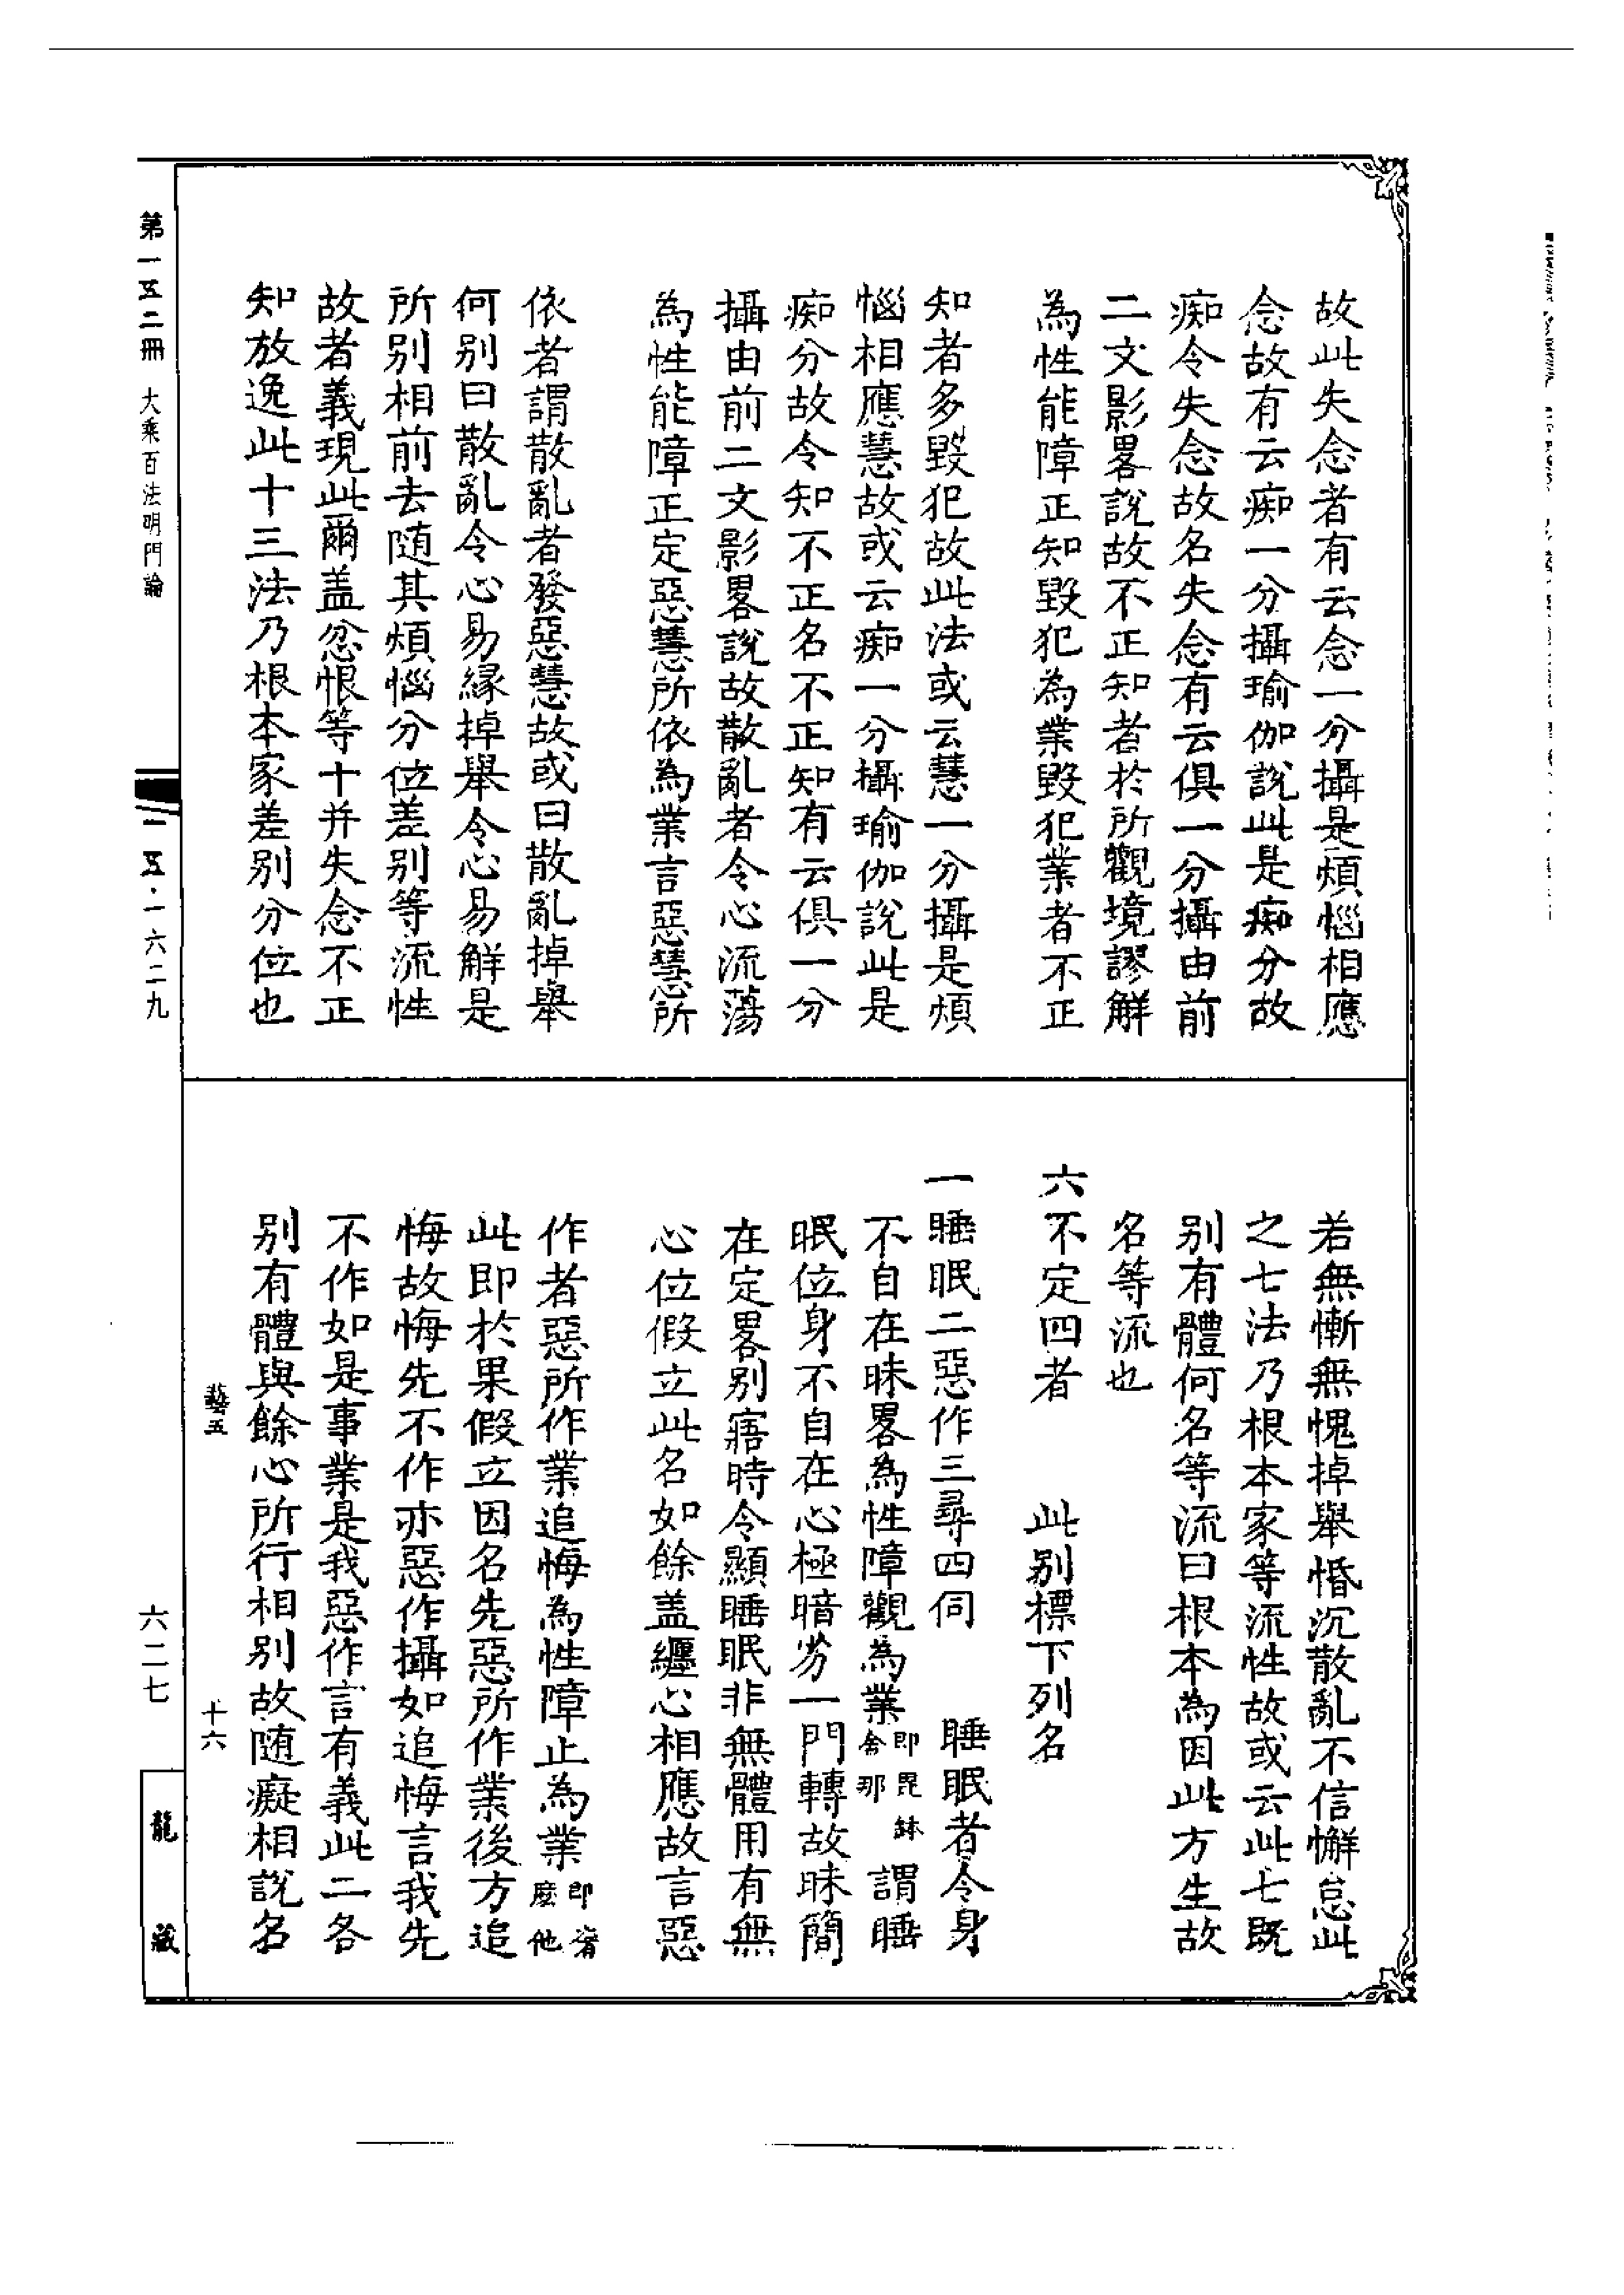 故此失念者有云念一分攝是煩惱相應
念故有云痴一分攝瑜伽說此是痴分故
痴令失念故名失念有云俱一分攝由前
二文影畧說故不正知者於所觀境謬解
為性能障正知毀犯為業毀犯業者不正
知者多毀犯故此法或云慧一分攝是煩
惱相應慧故或云痴一分攝瑜伽說此是
痴分故令知不正名不正知有云俱一分
攝由前二文影畧說故散亂者令心流蕩
為性能障正定惡慧所依為業言惡慧所
依者謂散亂者發惡慧故或曰散亂掉舉
何別曰散亂令心易緣掉舉令心易解是
所別相前去随其煩惱分位差別等流性
故者義現此爾盖忿恨等十并失念不正
知放逸此十三法乃根本家差別分位也
若無慚無愧掉舉惛沉散亂不信懈怠此
之七法乃根本家等流性故或云此七既
別有體何名等流曰根本為因此方生故
名等流也
六不定四者 此別標下列名
一睡眠二惡作三尋四伺 睡眠者令身
不自在昧畧為性障觀為業即毘鉢舍那謂睡
眠位身不自在心極暗劣一門轉故昧簡
在定畧別寤時令顯睡眠非無體用有無
心位假立此名如餘盖纏心相應故言惡
作者惡所作業追悔為性障止為業即奢麽他
此即於果假立因名先惡所作業後方追
悔故悔先不作亦惡作攝如追悔言我先
不作如是事業是我惡作言有義此二各
別有體與餘心所行相別故随癡相說名
藝五
十六
第一五二冊 大乘百法明門論
一五·一六二九
六二七
龍藏